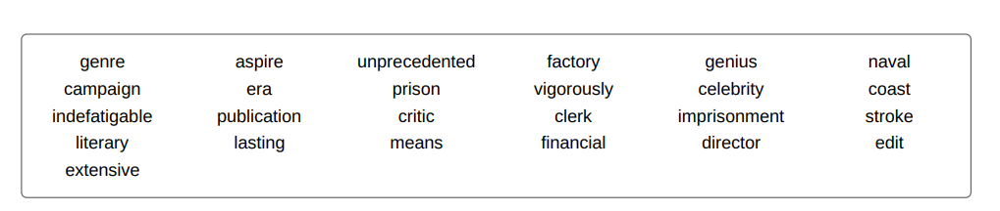 genre aspire unprecedented factory genius naval
campaign era prison vigorously celebrity coast
indefatigable publication critic clerk imprisonment stroke
literary lasting means financial director edit
extensive